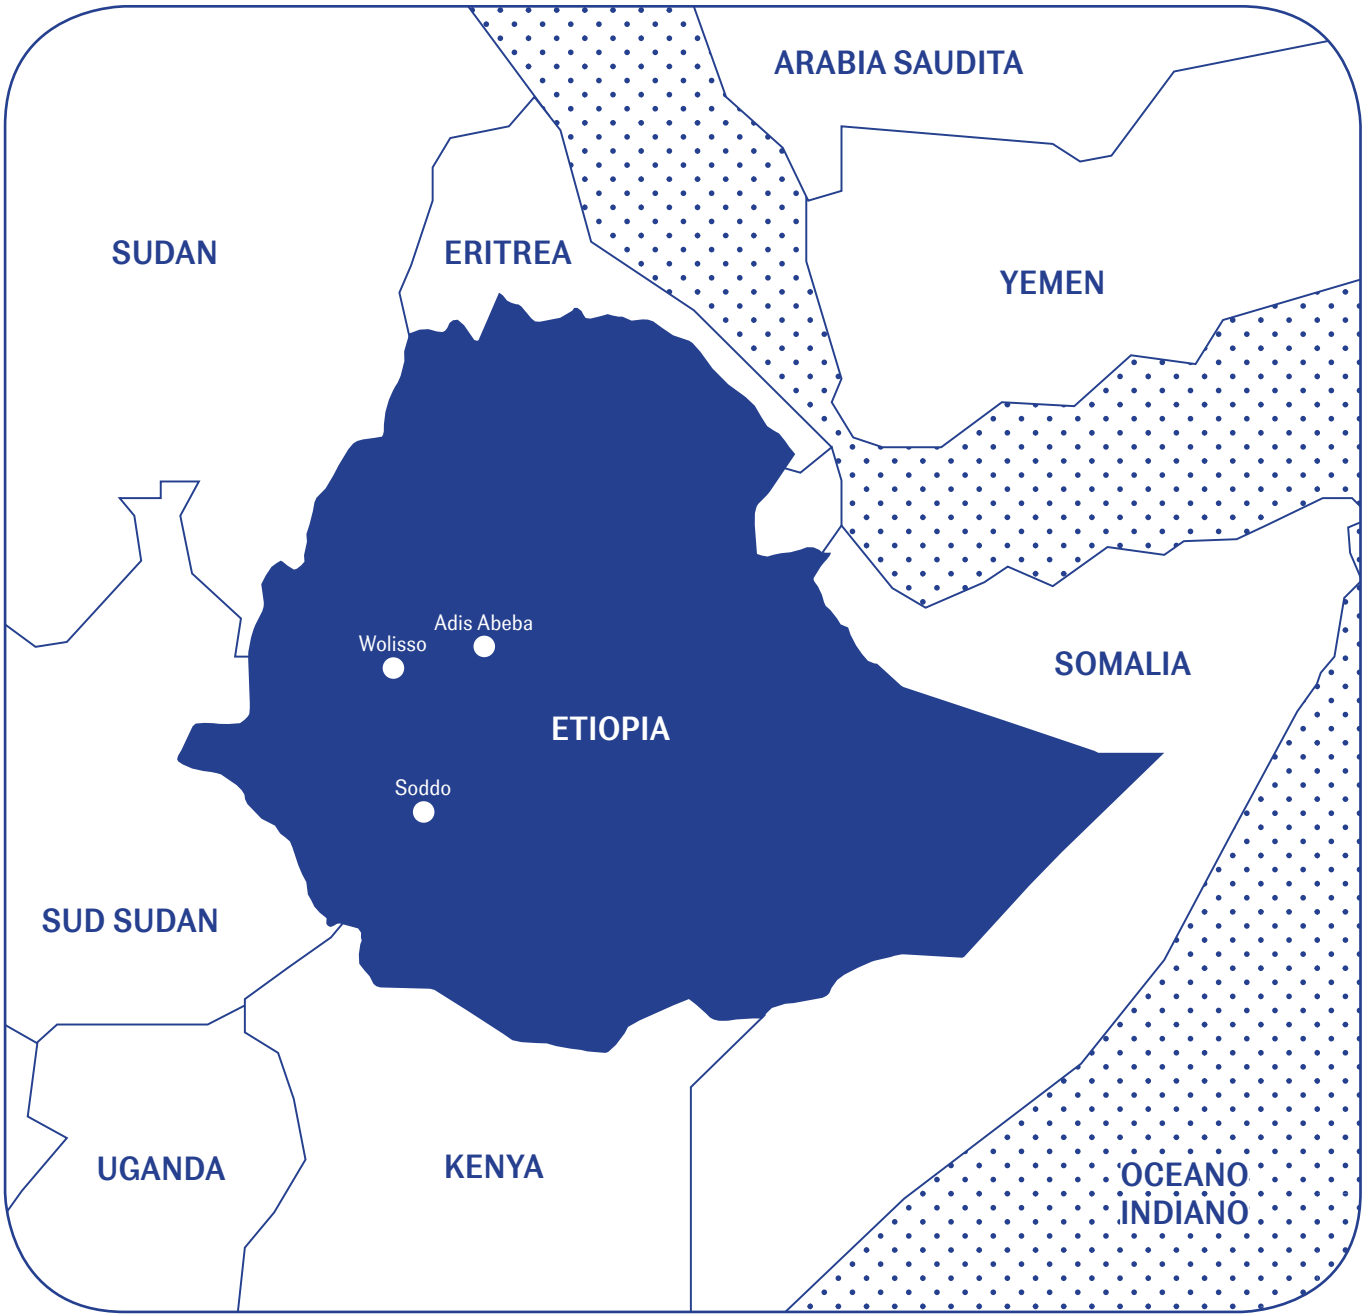 ARABIA SAUDITA
SUDAN
ERITREA
YEMEN
Adis Abeba
Wolisso
SOMALIA
ETIOPIA
Soddo
SUD SUDAN
UGANDA
KENYA
OCEANO
INDIANO